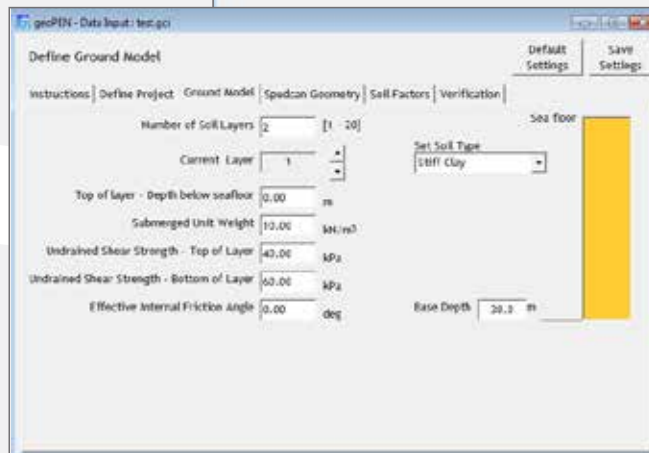 geoPEN - Data Input: test.gci
Define Ground Model
Default Settings
Save Settings
Instructions
Define Project
Ground Model
Spudcan Geometry
Soil Factors
Verification
Number of Soil Layers 2 [1 - 20]
Sea floor
Current Layer 1
Set Soil Type
Stiff Clay
Top of layer - Depth below seafloor 0.00 m
Submerged Unit Weight 10.00 kN/m3
Undrained Shear Strength - Top of Layer 40.00 kPa
Undrained Shear Strength - Bottom of Layer 60.00 kPa
Effective Internal Friction Angle 0.00 deg
Base Depth 30.0 m